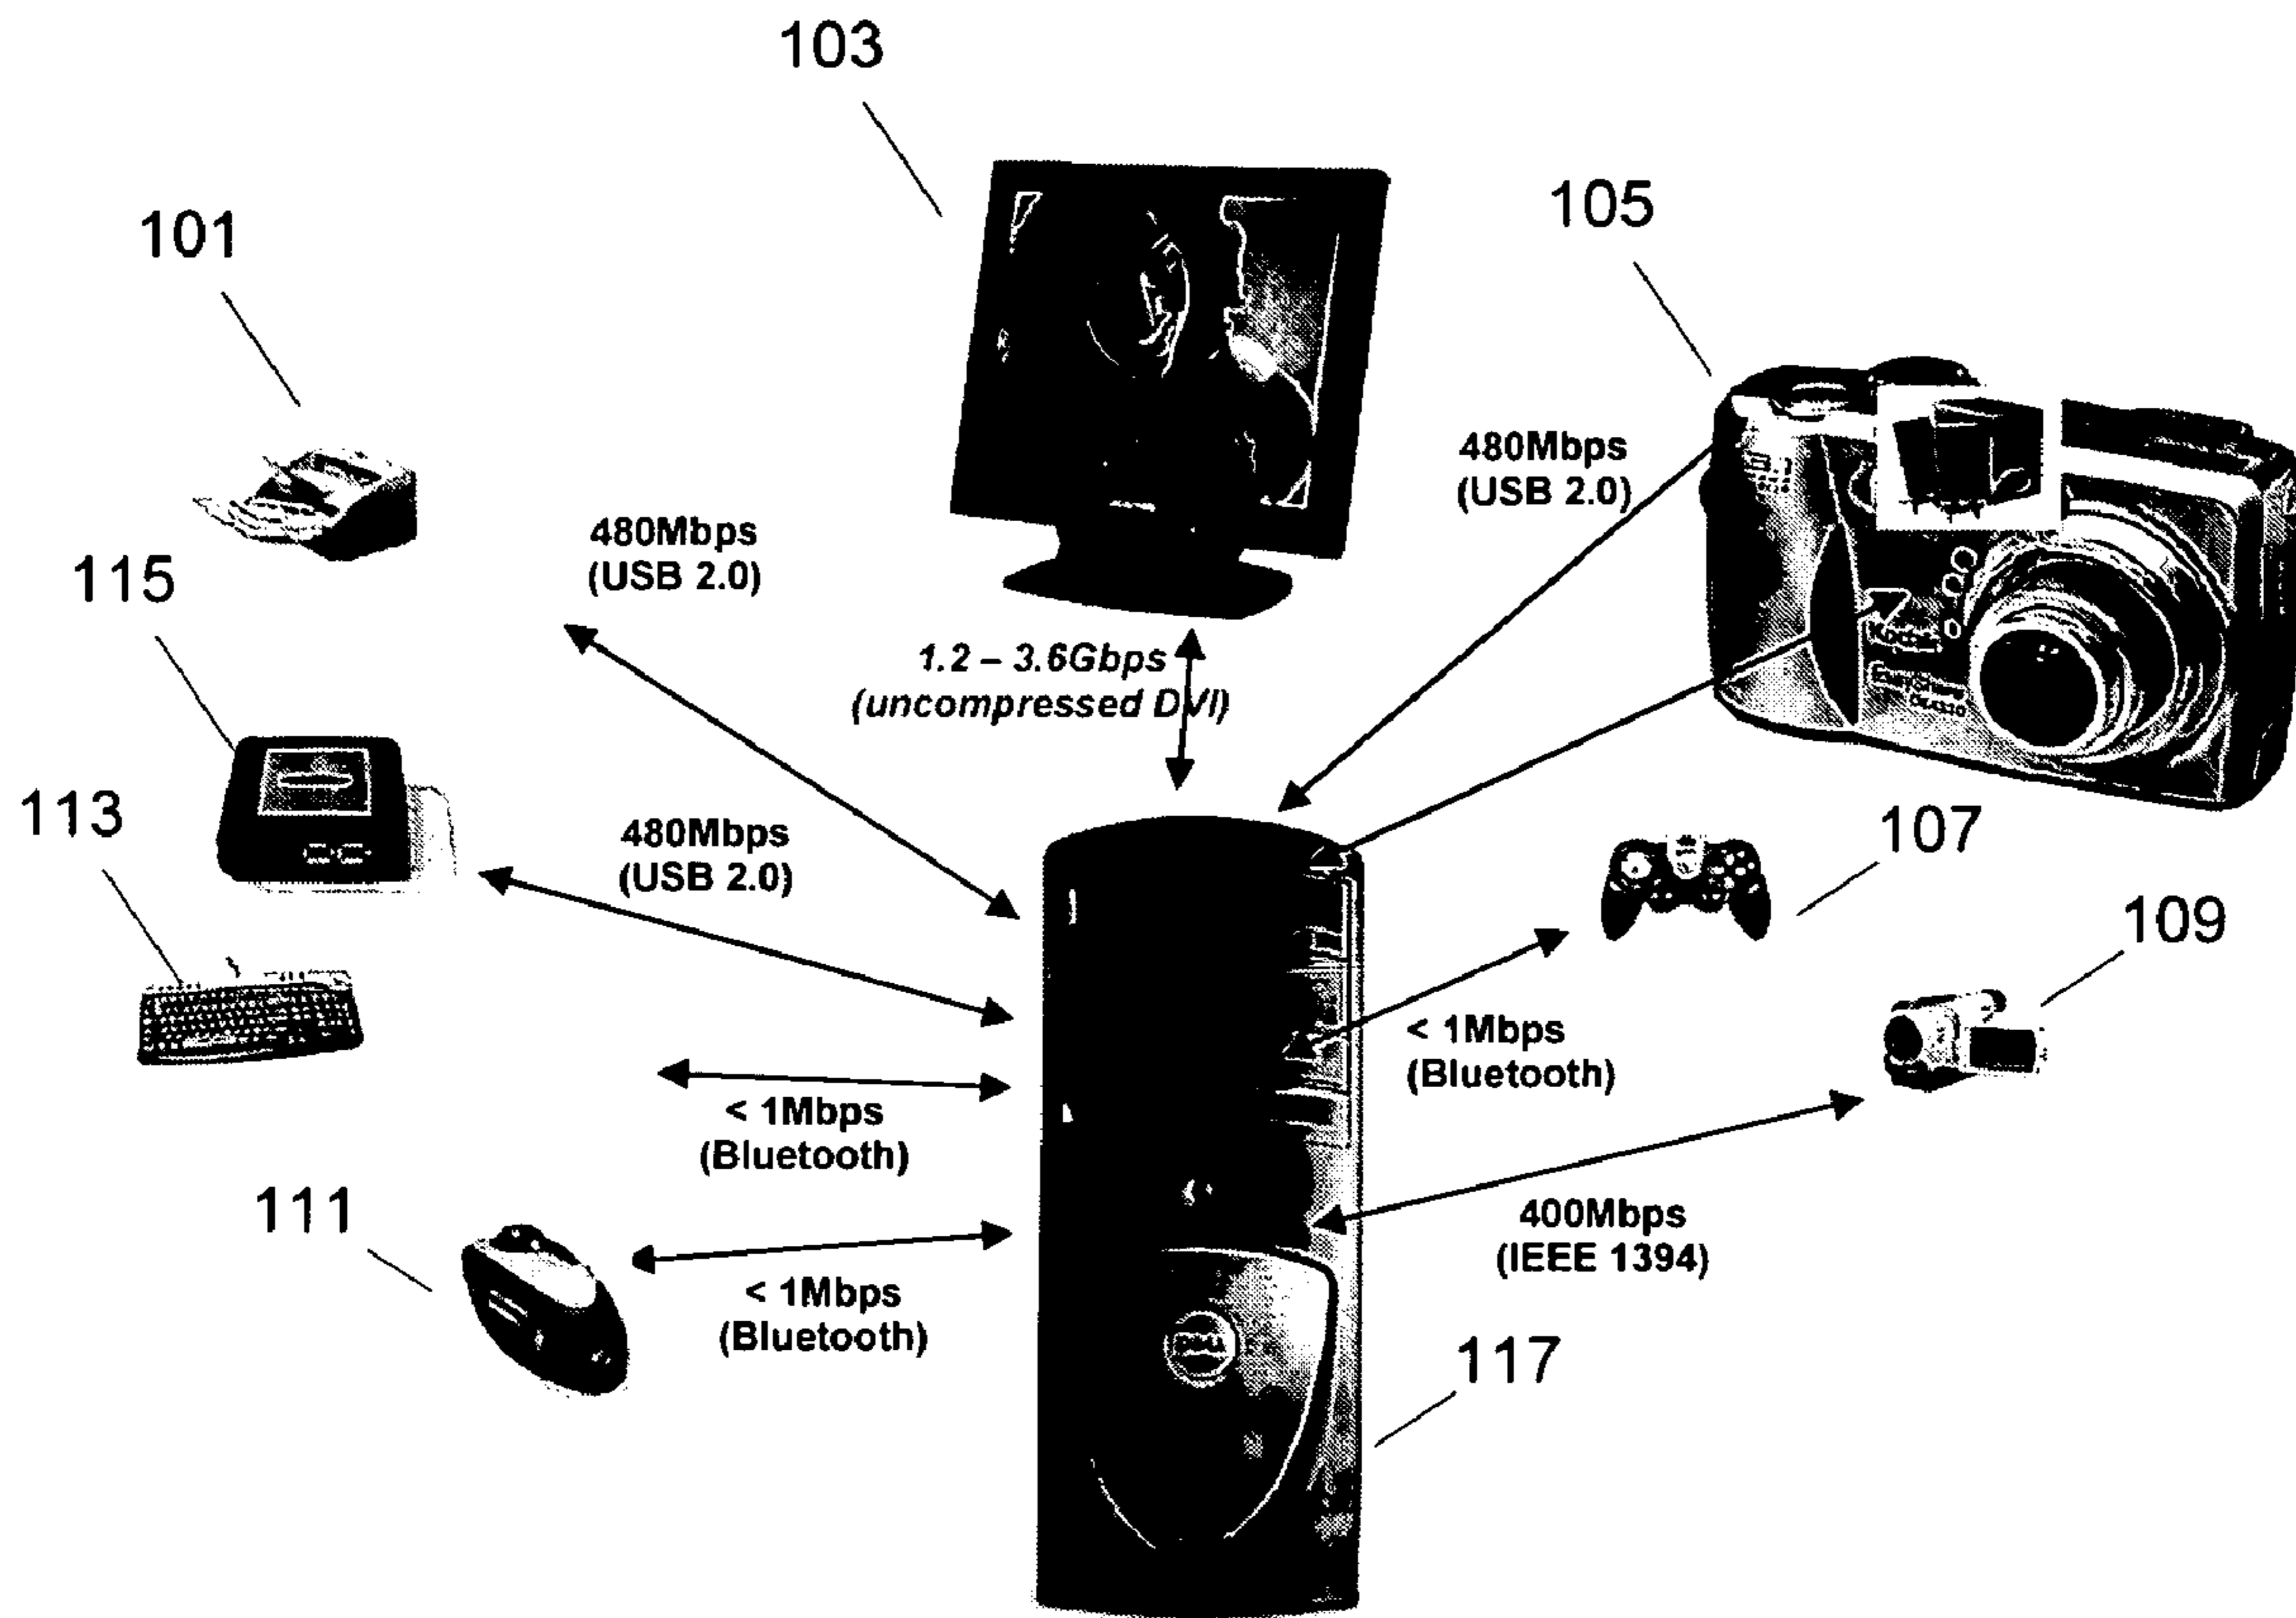 103
105
101
480Mbps
(USB 2.0)
480Mbps
(USB 2.0)
115
1.2 – 3.6Gbps
(uncompressed DVI)
113
480Mbps
(USB 2.0)
107
109
< 1Mbps
(Bluetooth)
< 1Mbps
(Bluetooth)
111
400Mbps
(IEEE 1394)
< 1Mbps
(Bluetooth)
117